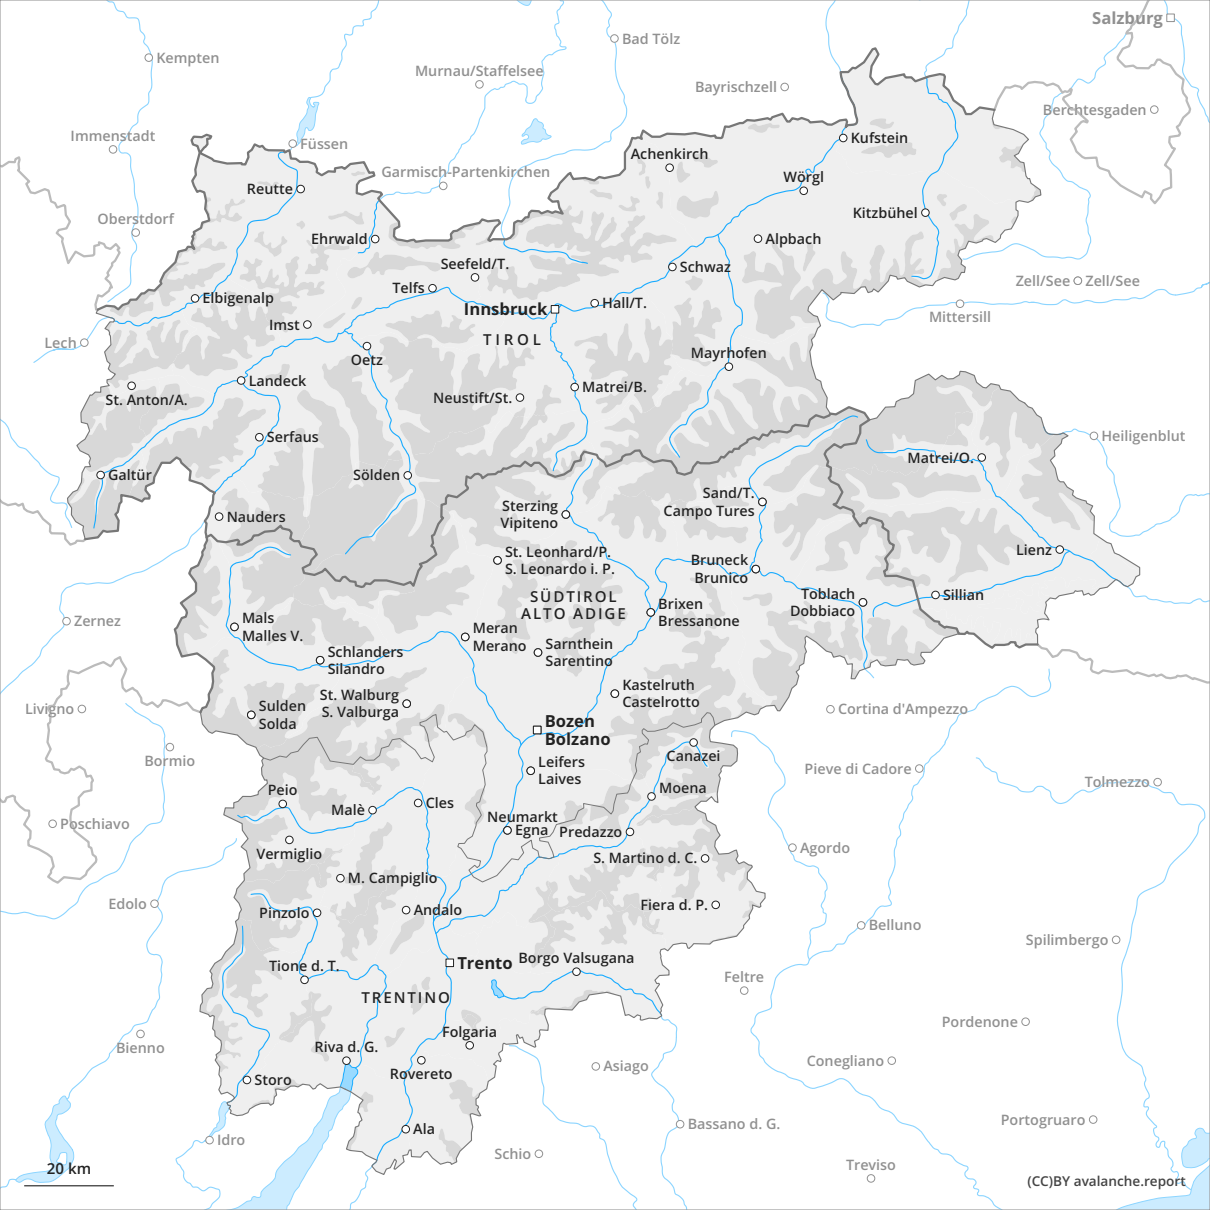 Salzburg
Bad Tölz
Kempten
Murnau/Staffelsee
Bayrischzell
Berchtesgaden
Immenstadt
Füssen
Kufstein
Achenkirch
Garmisch-Partenkirchen
Wörgl
Reutte
Oberstdorf
Kitzbühel
Ehrwald
Alpbach
Seefeld/T.
Schwaz
Zell/See
Zell/See
Telfs
Elbigenalp
Hall/T.
Innsbruck
Mittersill
Imst
TIROL
Lech
Oetz
Mayrhofen
Landeck
Matrei/B.
St. Anton/A.
Neustift/St.
Serfaus
Heiligenblut
Matrei/O.
Galtür
Sölden
Sand/T.
Campo Tures
Sterzing
Vipiteno
Nauders
St. Leonhard/P.
S. Leonardo i. P.
Lienz
Bruneck
Brunico
SÜDTIROL
ALTO ADIGE
Toblach
Dobbiaco
Sillian
Brixen
Bressanone
Zernez
Mals
Malles V.
Meran
Merano
Sarnthein
Sarentino
Schlanders
Silandro
Kastelruth
Castelrotto
St. Walburg
S. Valburga
Sulden
Solda
Livigno
Cortina d'Ampezzo
Bozen
Bolzano
Bormio
Canazei
Leifers
Laives
Pieve di Cadore
Tolmezzo
Peio
Moena
Malè
Cles
Neumarkt
Egna
Predazzo
Poschiavo
Agordo
Vermiglio
S. Martino d. C.
M. Campiglio
Fiera d. P.
Edolo
Pinzolo
Andalo
Belluno
Spilimbergo
Borgo Valsugana
Trento
Tione d. T.
Feltre
TRENTINO
Pordenone
Folgaria
Bienno
Riva d. G.
Conegliano
Asiago
Rovereto
Storo
Portogruaro
Bassano d. G.
Ala
Idro
Schio
Treviso
20 km
(CC)BY avalanche.report